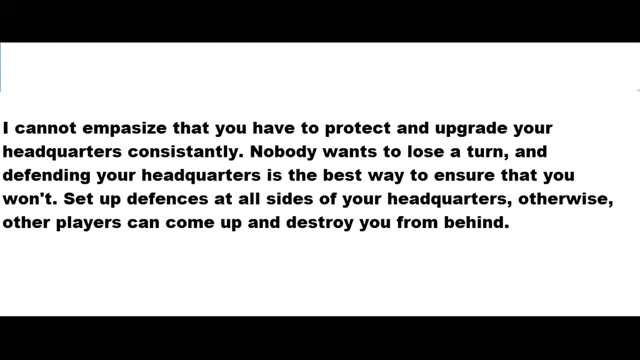 I cannot empasize that you have to protect and upgrade your
headquarters consistantly. Nobody wants to lose a turn, and
defending your headquarters is the best way to ensure that you
won't. Set up defences at all sides of your headquarters, otherwise,
other players can come up and destroy you from behind.